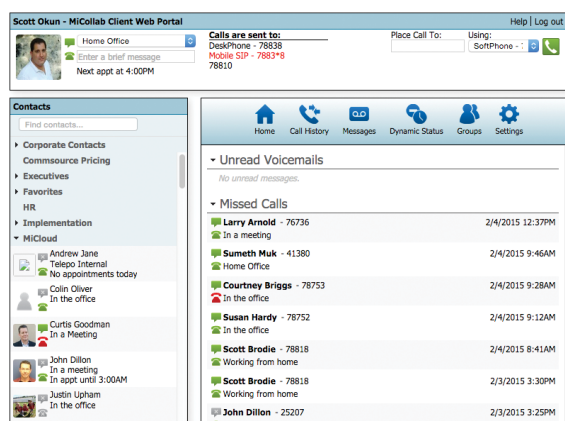 Scott Okun - MiCollab Client Web Portal
Help | Log out
Home Office
Enter a brief message
Next appt at 4:00PM
Calls are sent to:
DeskPhone - 78838
Mobile SIP - 7883*8
78810
Place Call To:
Using:
SoftPhone -
Contacts
Find contacts...
Corporate Contacts
Commsource Pricing
Executives
Favorites
HR
Implementation
MiCloud
Andrew Jane
Telepo Internal
No appointments today
Colin Oliver
In the office
Curtis Goodman
In a Meeting
John Dillon
In a meeting
In appt until 3:00AM
Justin Upham
In the office
Home
Call History
Messages
Dynamic Status
Groups
Settings
Unread Voicemails
No unread messages.
Missed Calls
Larry Arnold - 76736 2/4/2015 12:37PM
In a meeting
Sumeth Muk - 41380 2/4/2015 9:46AM
Home Office
Courtney Briggs - 78753 2/4/2015 9:28AM
In the office
Susan Hardy - 78752 2/4/2015 9:12AM
In the office
Scott Brodie - 78818 2/4/2015 8:41AM
Working from home
Scott Brodie - 78818 2/3/2015 3:30PM
Working from home
John Dillon - 25207 2/3/2015 3:25PM